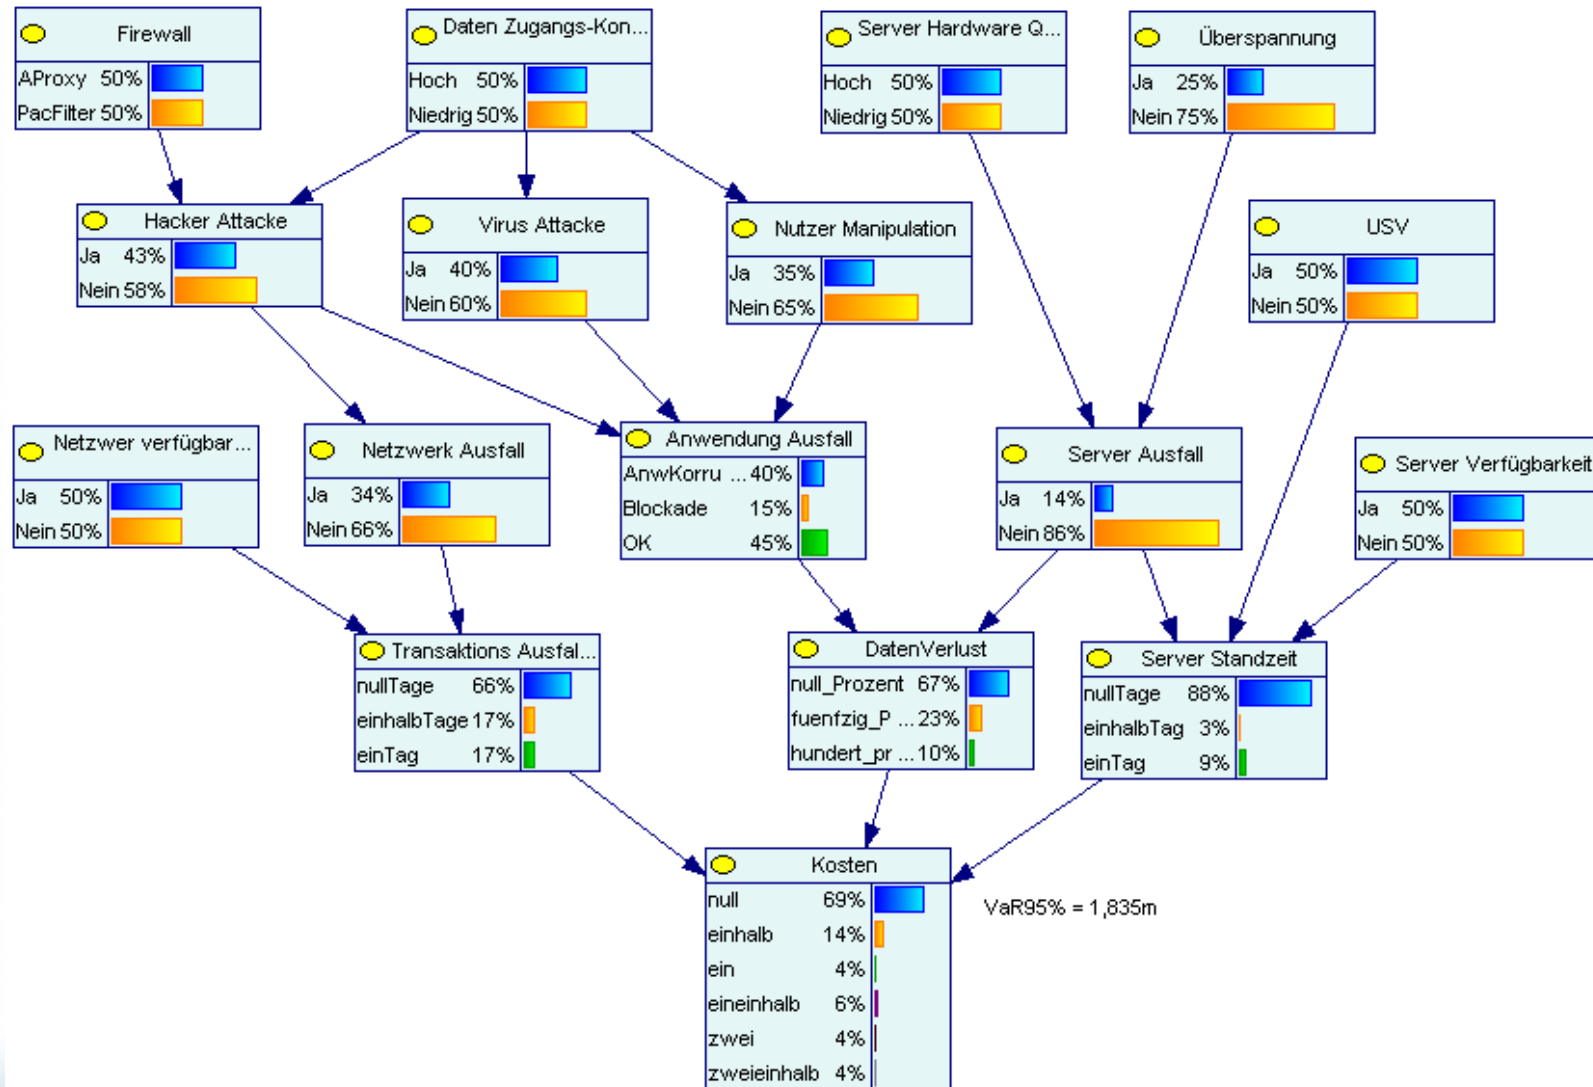 Firewall
AProxy 50%
PacFilter 50%
Daten Zugangs-Kon...
Hoch 50%
Niedrig 50%
Server Hardware Q...
Hoch 50%
Niedrig 50%
Überspannung
Ja 25%
Nein 75%
Hacker Attacke
Ja 43%
Nein 58%
Virus Attacke
Ja 40%
Nein 60%
Nutzer Manipulation
Ja 35%
Nein 65%
USV
Ja 50%
Nein 50%
Netzwer verfügbar...
Ja 50%
Nein 50%
Netzwerk Ausfall
Ja 34%
Nein 66%
Anwendung Ausfall
AnwKorru ... 40%
Blockade 15%
OK 45%
Server Ausfall
Ja 14%
Nein 86%
Server Verfügbarkeit
Ja 50%
Nein 50%
Transaktions Ausfal...
nullTage 66%
einhalbTage 17%
einTag 17%
DatenVerlust
null_Prozent 67%
fuenfzig_P ... 23%
hundert_pr ... 10%
Server Standzeit
nullTage 88%
einhalbTag 3%
einTag 9%
Kosten
null 69%
einhalb 14%
ein 4%
eineinhalb 6%
zwei 4%
zweieinhalb 4%
VaR95% = 1,835m